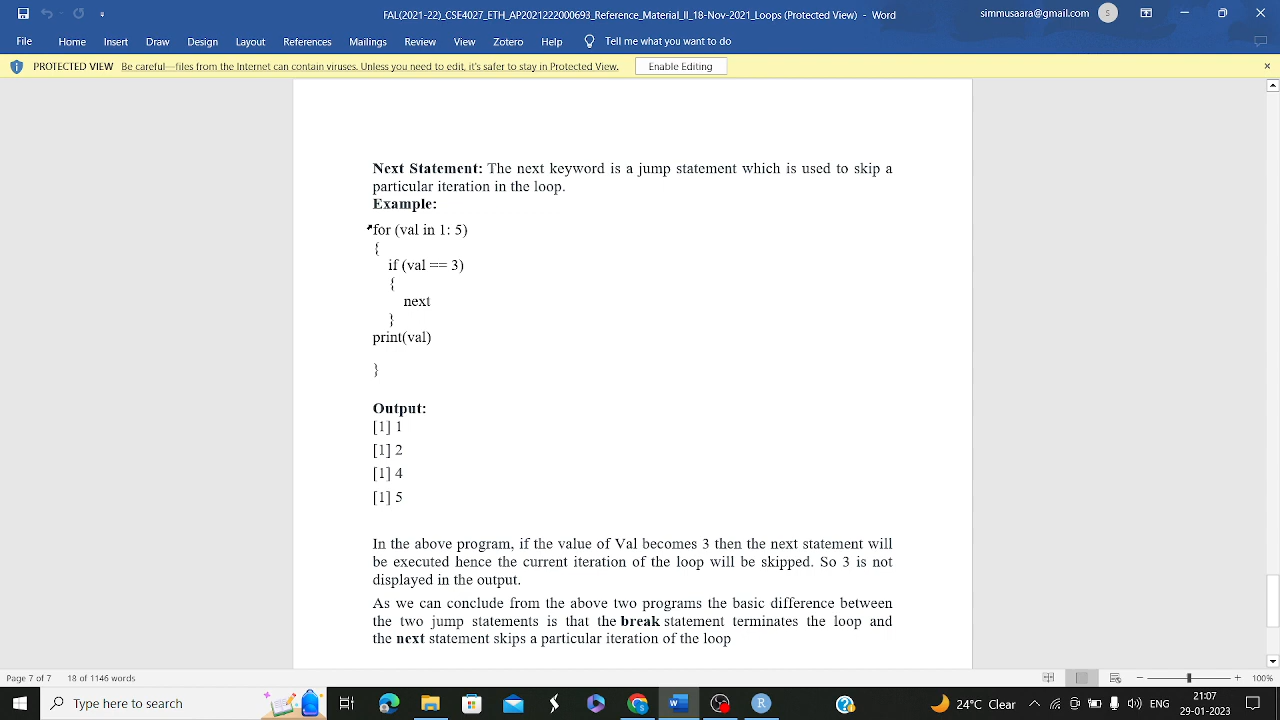 FAL(2021-22)_CSE4027_ETH_AP2021222000693_Reference_Material_II_18-Nov-2021_Loops (Protected View) - Word
simmusaara@gmail.com
S
File Home Insert Draw Design Layout References Mailings Review View Zotero Help Tell me what you want to do
PROTECTED VIEW Be careful—files from the Internet can contain viruses. Unless you need to edit, it's safer to stay in Protected View. Enable Editing
Next Statement: The next keyword is a jump statement which is used to skip a
particular iteration in the loop.
Example:
for (val in 1: 5)
{
if (val == 3)
{
next
}
print(val)
}
Output:
[1] 1
[1] 2
[1] 4
[1] 5
In the above program, if the value of Val becomes 3 then the next statement will
be executed hence the current iteration of the loop will be skipped. So 3 is not
displayed in the output.
As we can conclude from the above two programs the basic difference between
the two jump statements is that the break statement terminates the loop and
the next statement skips a particular iteration of the loop
Page 7 of 7 18 of 1146 words
100%
Type here to search
24°C Clear
ENG
21:07
29-01-2023